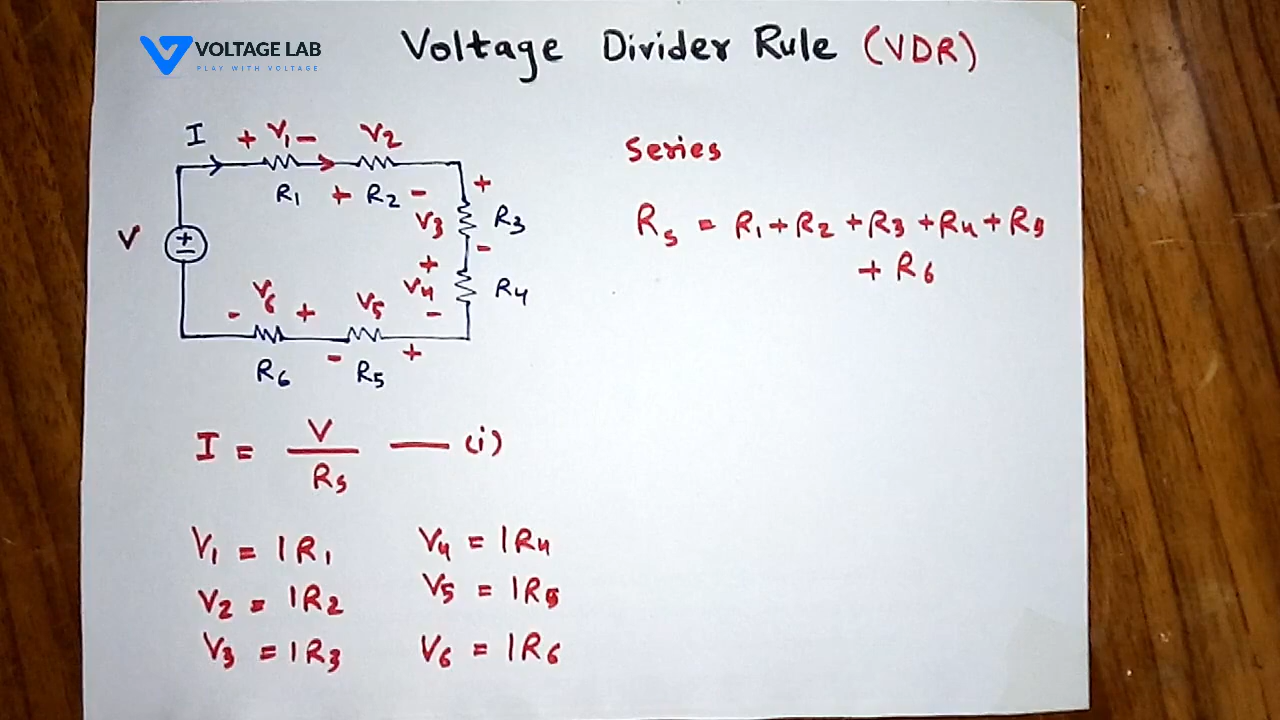 VOLTAGE LAB
PLAY WITH VOLTAGE
Voltage Divider Rule (VDR)
I + V1 - V2
R1 + R2 -
+
V3 R3
-
V
+
-
+
V4 R4
-
- V6 + V5
- +
R6 R5
Series
Rs = R1 + R2 + R3 + R4 + R5
+ R6
I = V / Rs — (i)
V1 = IR1
V2 = IR2
V3 = IR3
V4 = IR4
V5 = IR5
V6 = IR6